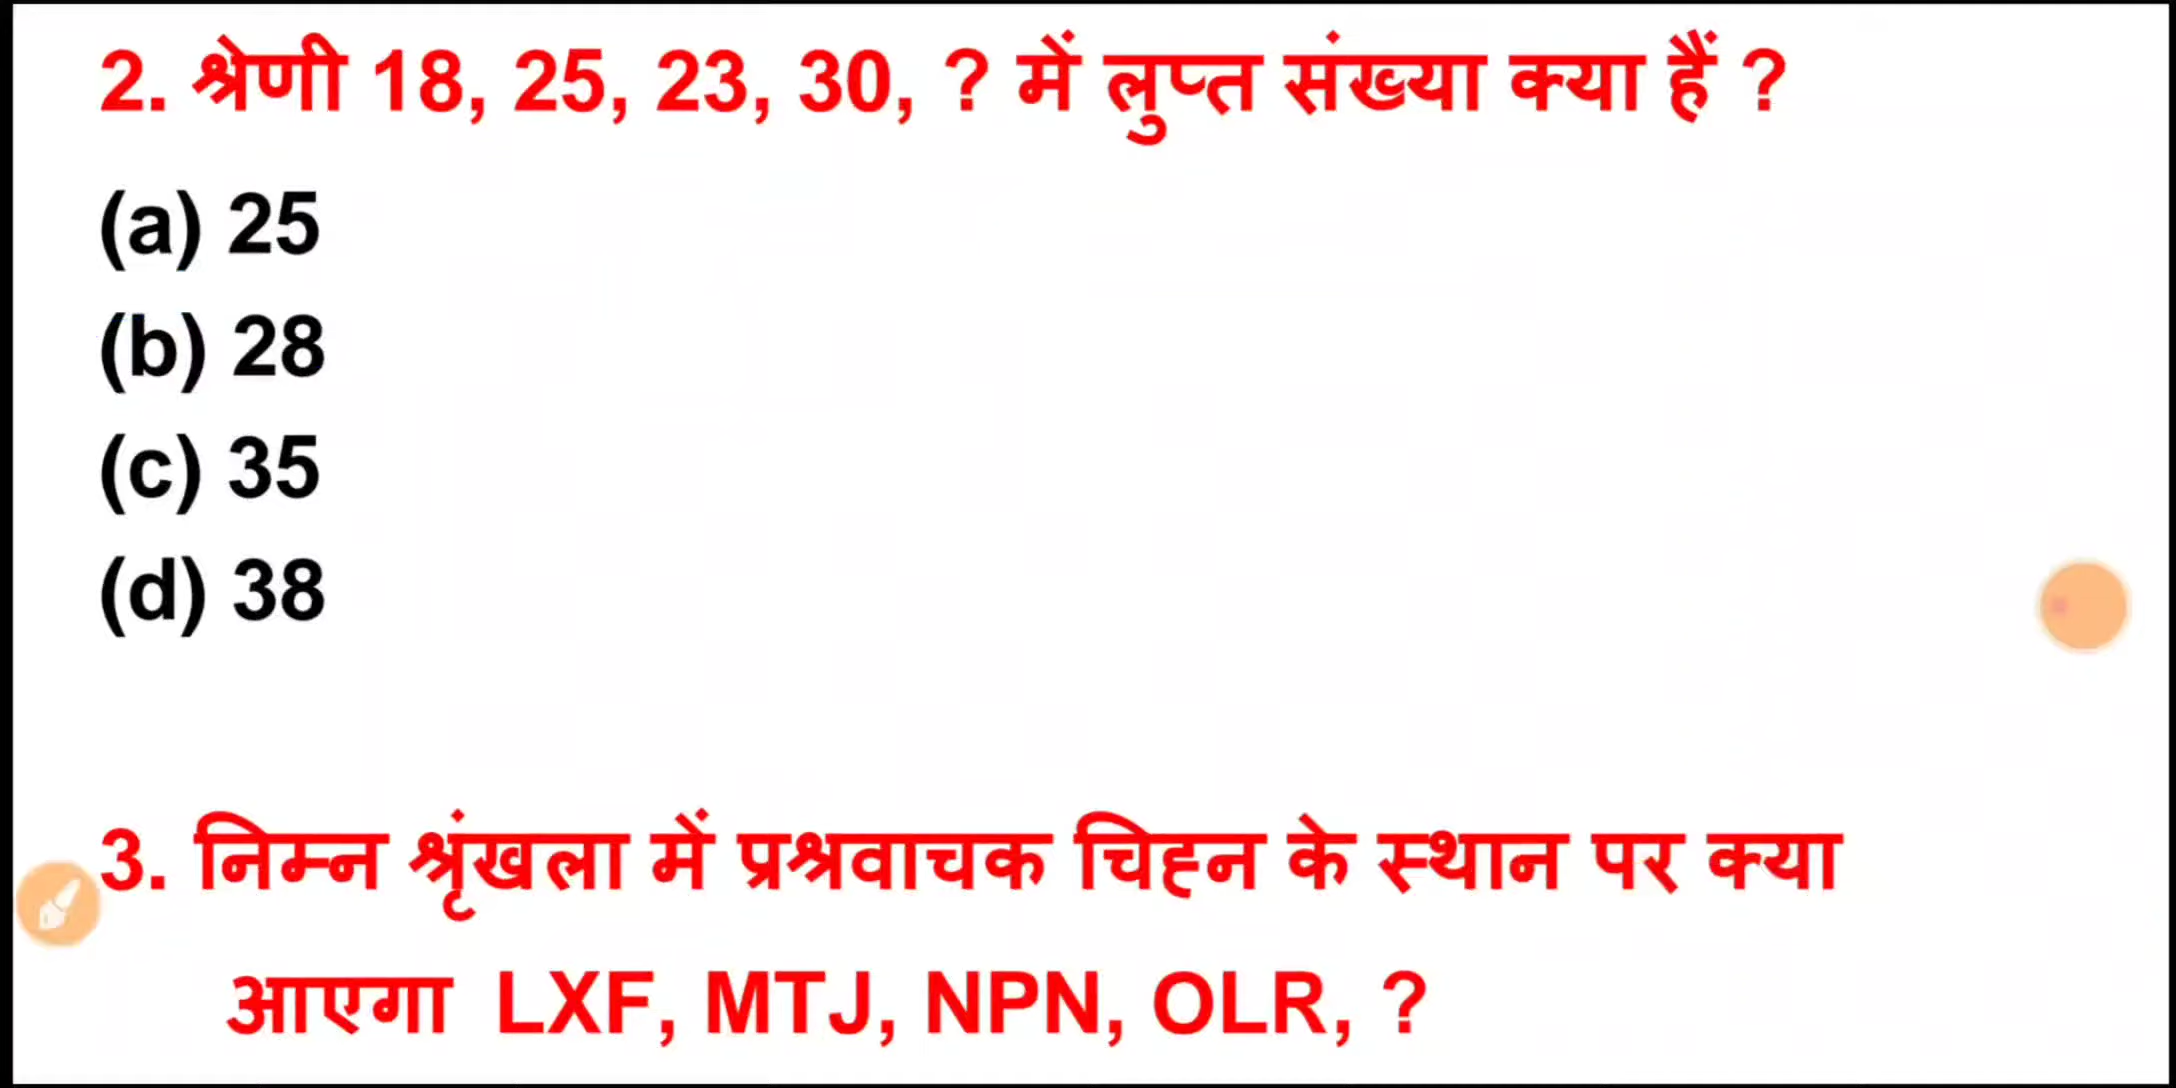 2. श्रेणी 18, 25, 23, 30, ? में लुप्त संख्या क्या हैं ?
(a) 25
(b) 28
(c) 35
(d) 38
3. निम्न श्रृंखला में प्रश्नवाचक चिह्न के स्थान पर क्या
आएगा LXF, MTJ, NPN, OLR, ?